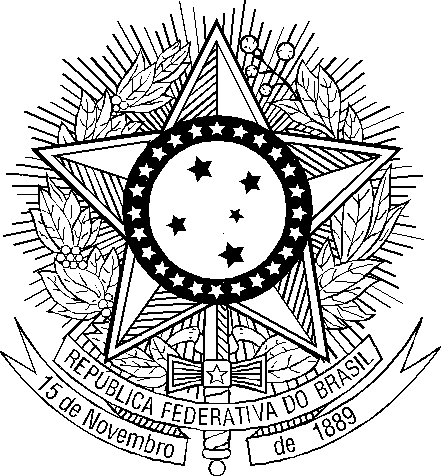 REPÚBLICA FEDERATIVA DO BRASIL
15 de Novembro de 1889